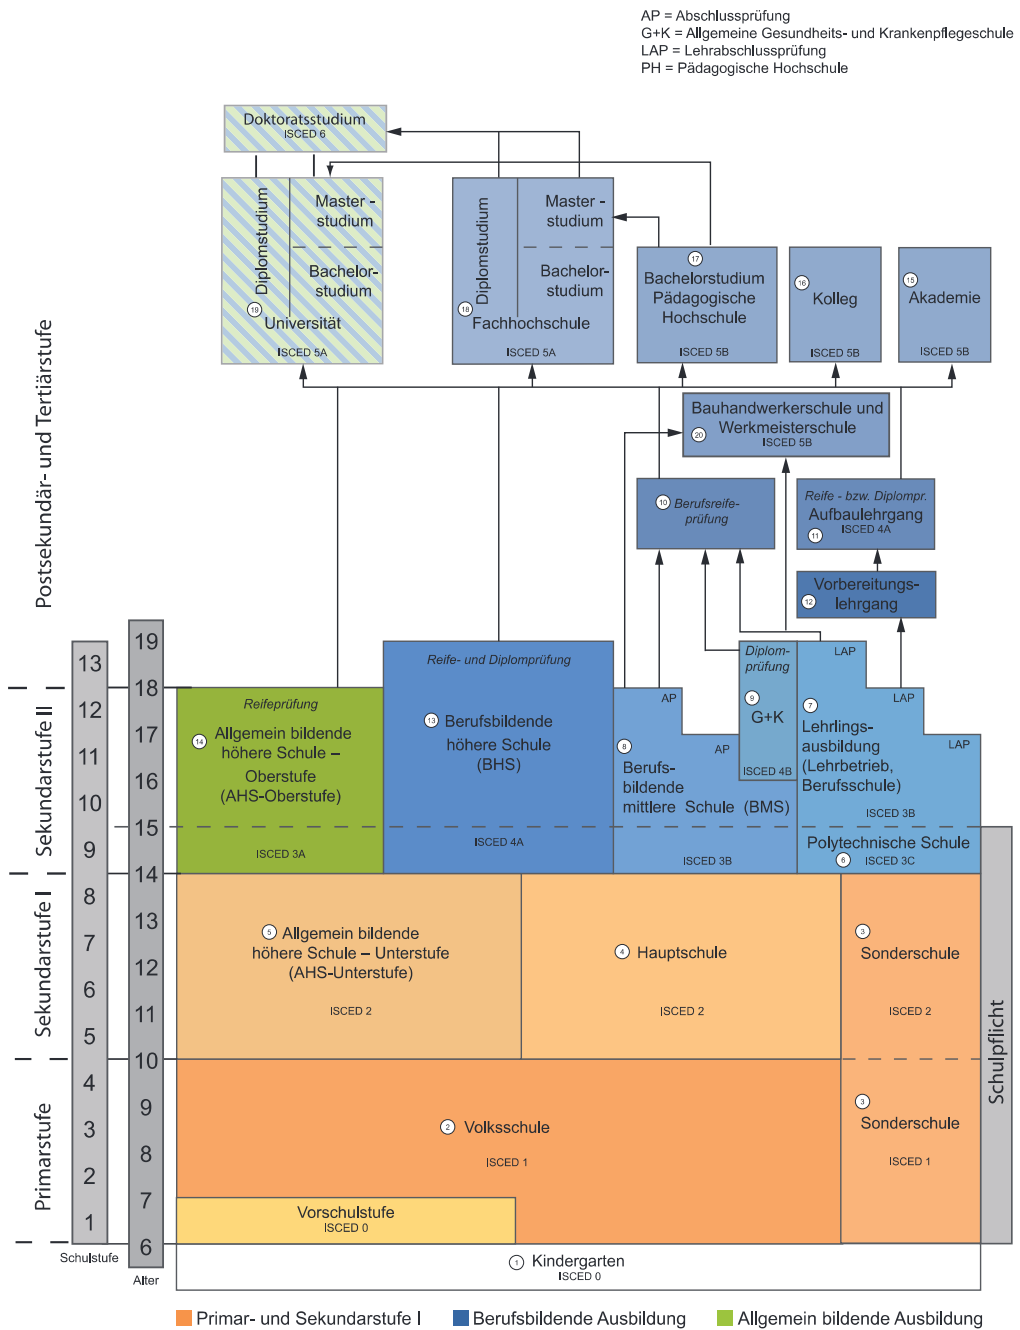 AP = Abschlussprüfung
G+K = Allgemeine Gesundheits- und Krankenpflegeschule
LAP = Lehrabschlussprüfung
PH = Pädagogische Hochschule
Doktoratsstudium
ISCED 6
Diplomstudium
Master -
studium
Bachelor-
studium
19
Universität
ISCED 5A
Diplomstudium
Master -
studium
Bachelor-
studium
18
Fachhochschule
ISCED 5A
17
Bachelorstudium
Pädagogische
Hochschule
ISCED 5B
16
Kolleg
ISCED 5B
15
Akademie
ISCED 5B
Bauhandwerkerschule und
Werkmeisterschule
20
ISCED 5B
10
Berufsreife-
prüfung
Reife - bzw. Diplompr.
Aufbaulehrgang
11
ISCED 4A
Vorbereitungs-
12
lehrgang
Postsekundär- und Tertiärstufe
Sekundarstufe II
Sekundarstufe I
Primarstufe
13
12
11
10
9
8
7
6
5
4
3
2
1
Schulstufe
19
18
17
16
15
14
13
12
11
10
9
8
7
6
Alter
Reifeprüfung
14
Allgemein bildende
höhere Schule –
Oberstufe
(AHS-Oberstufe)
ISCED 3A
Reife- und Diplomprüfung
13
Berufsbildende
höhere Schule
(BHS)
ISCED 4A
AP
AP
8
Berufs-
bildende
mittlere Schule (BMS)
ISCED 3B
Diplom-
prüfung
9
G+K
ISCED 4B
LAP
LAP
LAP
7
Lehrlings-
ausbildung
(Lehrbetrieb,
Berufsschule)
ISCED 3B
Polytechnische Schule
6
ISCED 3C
5
Allgemein bildende
höhere Schule – Unterstufe
(AHS-Unterstufe)
ISCED 2
4
Hauptschule
ISCED 2
3
Sonderschule
ISCED 2
2
Volksschule
ISCED 1
3
Sonderschule
ISCED 1
Vorschulstufe
ISCED 0
1
Kindergarten
ISCED 0
Schulpflicht
Primar- und Sekundarstufe I
Berufsbildende Ausbildung
Allgemein bildende Ausbildung